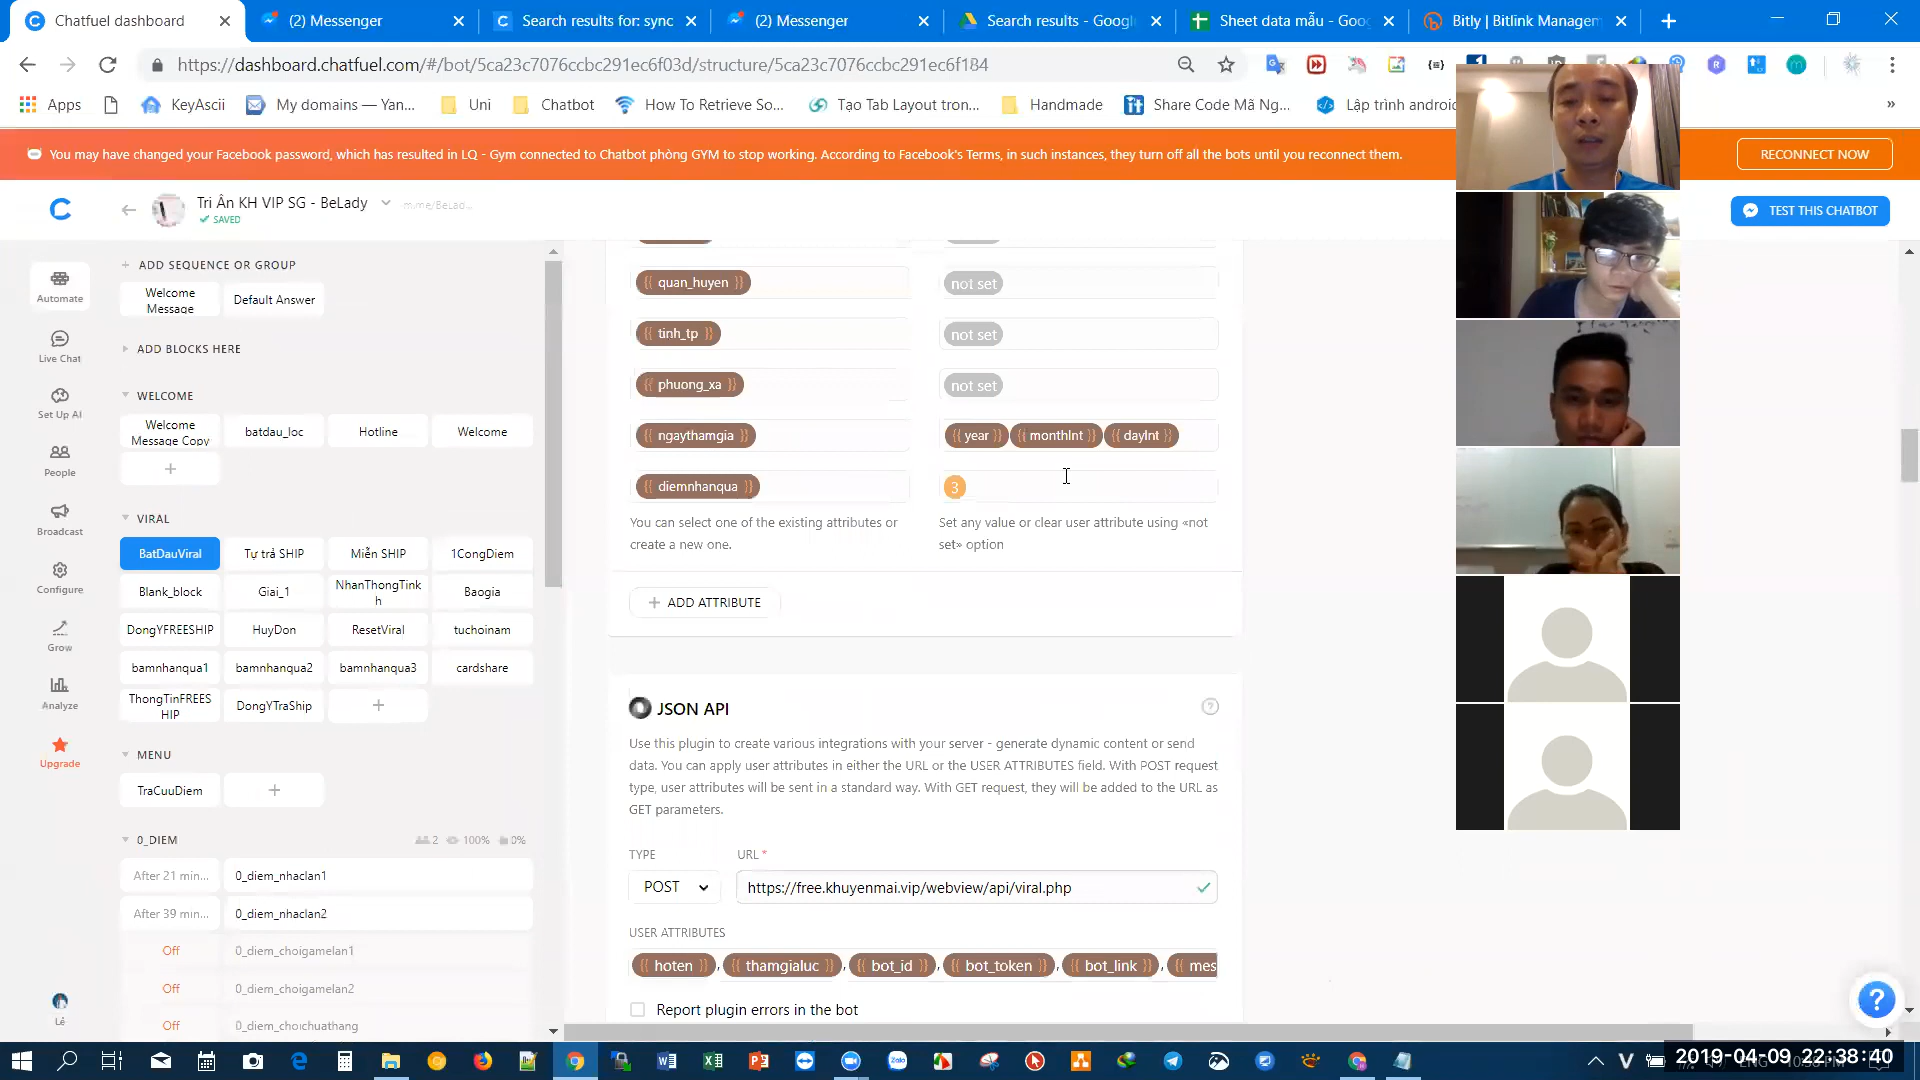 Chatfuel dashboard
(2) Messenger
Search results for: sync
(2) Messenger
Search results - Googl
Sheet data mẫu - Goo
Bitly | Bitlink Managem
https://dashboard.chatfuel.com/#/bot/5ca23c7076ccbc291ec6f03d/structure/5ca23c7076ccbc291ec6f184
Apps
KeyAscii
My domains — Yan...
Uni
Chatbot
How To Retrieve So...
Tạo Tab Layout tron...
Handmade
Share Code Mã Ng...
Lập trình android
»
You may have changed your Facebook password, which has resulted in LQ - Gym connected to Chatbot phòng GYM to stop working. According to Facebook's Terms, in such instances, they turn off all the bots until you reconnect them.
RECONNECT NOW
Tri Ân KH VIP SG - BeLady
m.me/BeLad...
SAVED
TEST THIS CHATBOT
Automate
Live Chat
Set Up AI
People
Broadcast
Configure
Grow
Analyze
Upgrade
Lê
+ ADD SEQUENCE OR GROUP
Welcome Message
Default Answer
ADD BLOCKS HERE
WELCOME
Welcome Message Copy
batdau_loc
Hotline
Welcome
+
VIRAL
BatDauViral
Tự trả SHIP
Miễn SHIP
1CongDiem
Blank_block
Giai_1
NhanThongTinkh
Baogia
DongYFREESHIP
HuyDon
ResetViral
tuchoinam
bamnhanqua1
bamnhanqua2
bamnhanqua3
cardshare
ThongTinFREESHIP
DongYTraShip
+
MENU
TraCuuDiem
+
0_DIEM
2
100%
0%
After 21 min...
0_diem_nhaclan1
After 39 min...
0_diem_nhaclan2
Off
0_diem_choigamelan1
Off
0_diem_choigamelan2
Off
0_diem_choichuathang
{{ quan_huyen }}
not set
{{ tinh_tp }}
not set
{{ phuong_xa }}
not set
{{ ngaythamgia }}
{{ year }} {{ monthInt }} {{ dayInt }}
{{ diemnhanqua }}
3
You can select one of the existing attributes or
create a new one.
Set any value or clear user attribute using «not
set» option
+ ADD ATTRIBUTE
JSON API
?
Use this plugin to create various integrations with your server - generate dynamic content or send
data. You can apply user attributes in either the URL or the USER ATTRIBUTES field. With POST request
type, user attributes will be sent in a standard way. With GET request, they will be added to the URL as
GET parameters.
TYPE
URL *
POST
https://free.khuyenmai.vip/webview/api/viral.php
USER ATTRIBUTES
{{ hoten }}, {{ thamgialuc }}, {{ bot_id }}, {{ bot_token }}, {{ bot_link }}, {{ mes
Report plugin errors in the bot
?
2019-04-09 22:38:40